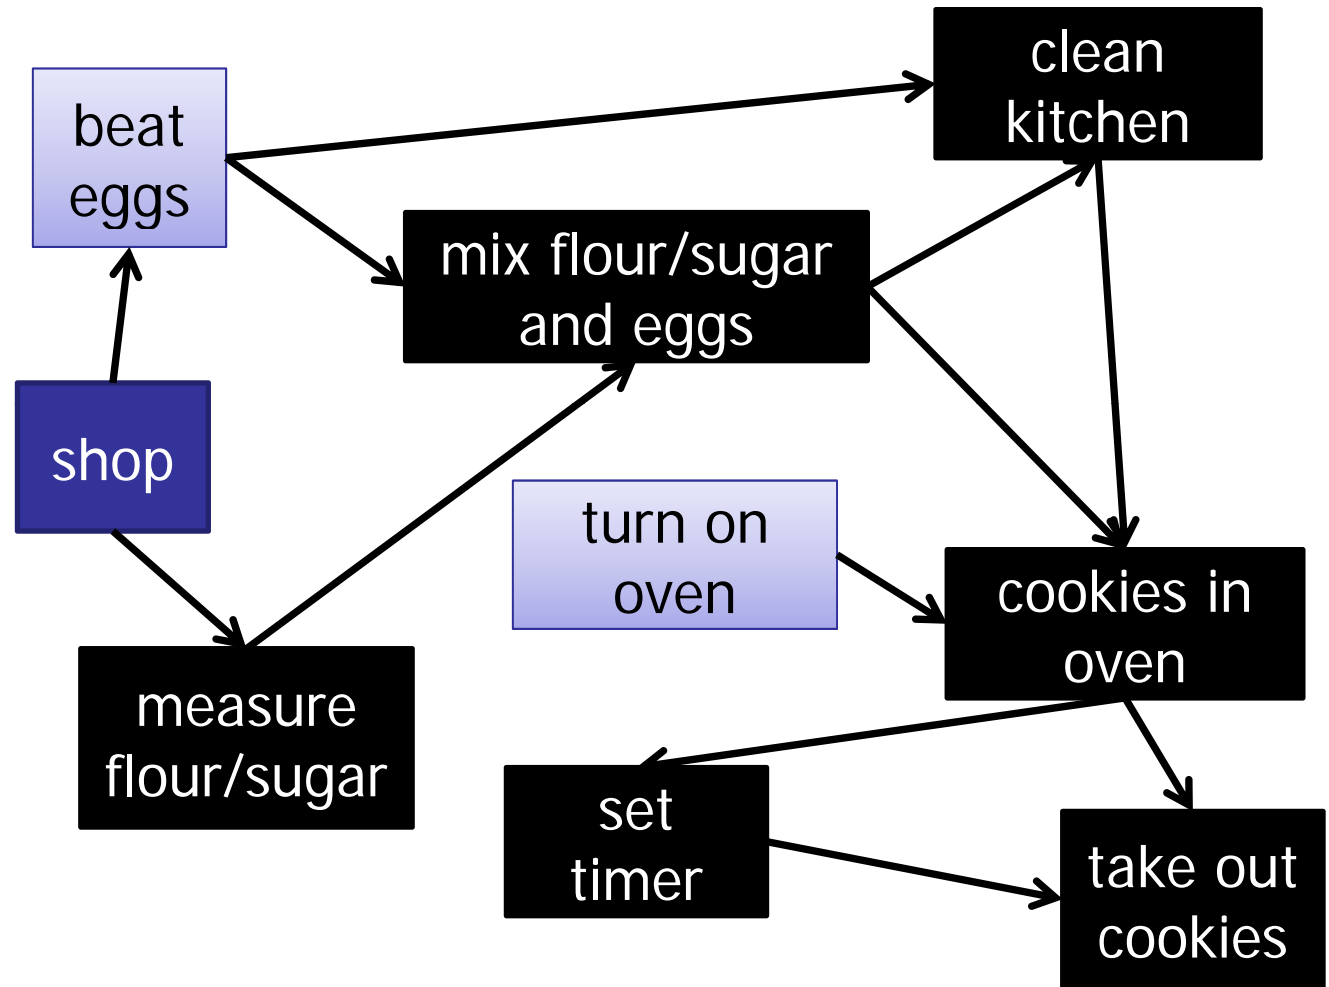 clean
kitchen
beat
eggs
mix flour/sugar
and eggs
shop
turn on
oven
cookies in
oven
measure
flour/sugar
set
timer
take out
cookies